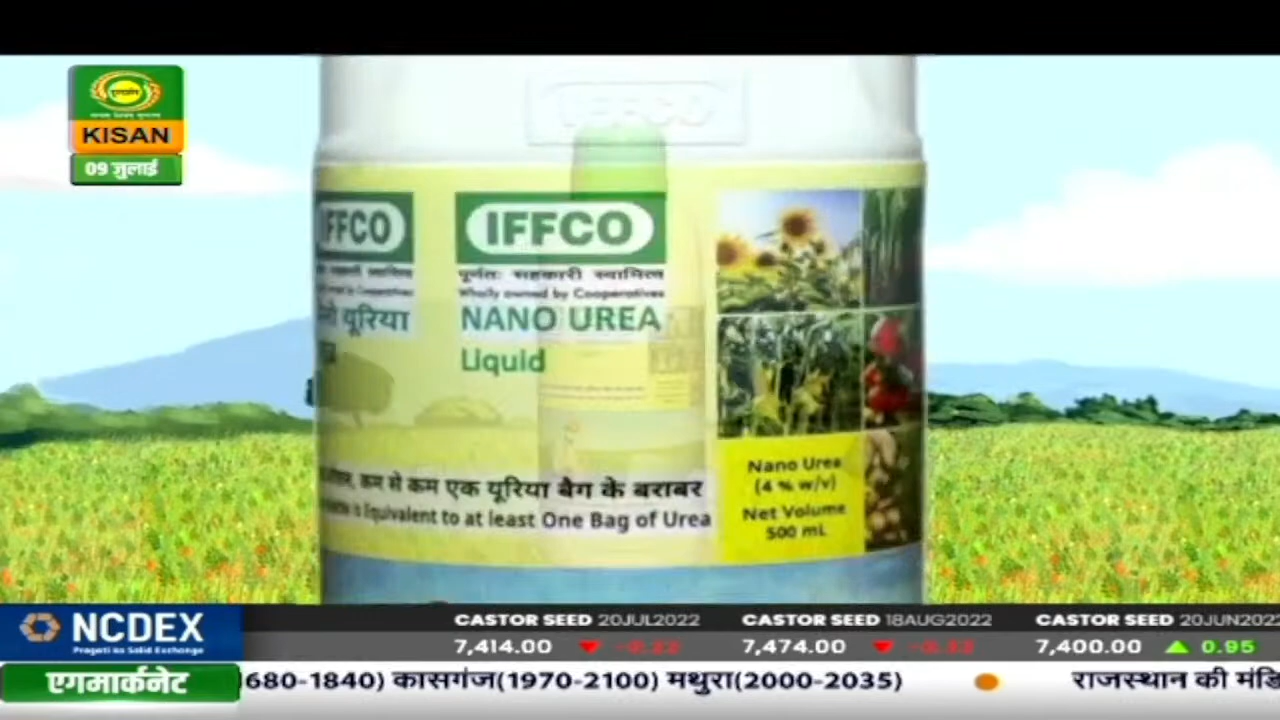 IFFCO
दूरदर्शन
KISAN
09 जुलाई
IFFCO
पूर्णतः सहकारी स्वामित्व
Wholly owned by Cooperatives
NANO UREA
Liquid
FFCO
यूरिया
कम से कम एक यूरिया बैग के बराबर
is Equivalent to at least One Bag of Urea
Nano Urea
(4 % w/v)
Net Volume
500 mL
NCDEX
CASTOR SEED 20JUL2022 CASTOR SEED 18AUG2022 CASTOR SEED 20JUN2022
7,414.00 7,474.00 7,400.00 0.95
एगमार्कनेट
680-1840) कासगंज(1970-2100) मथुरा(2000-2035) राजस्थान की मंडि